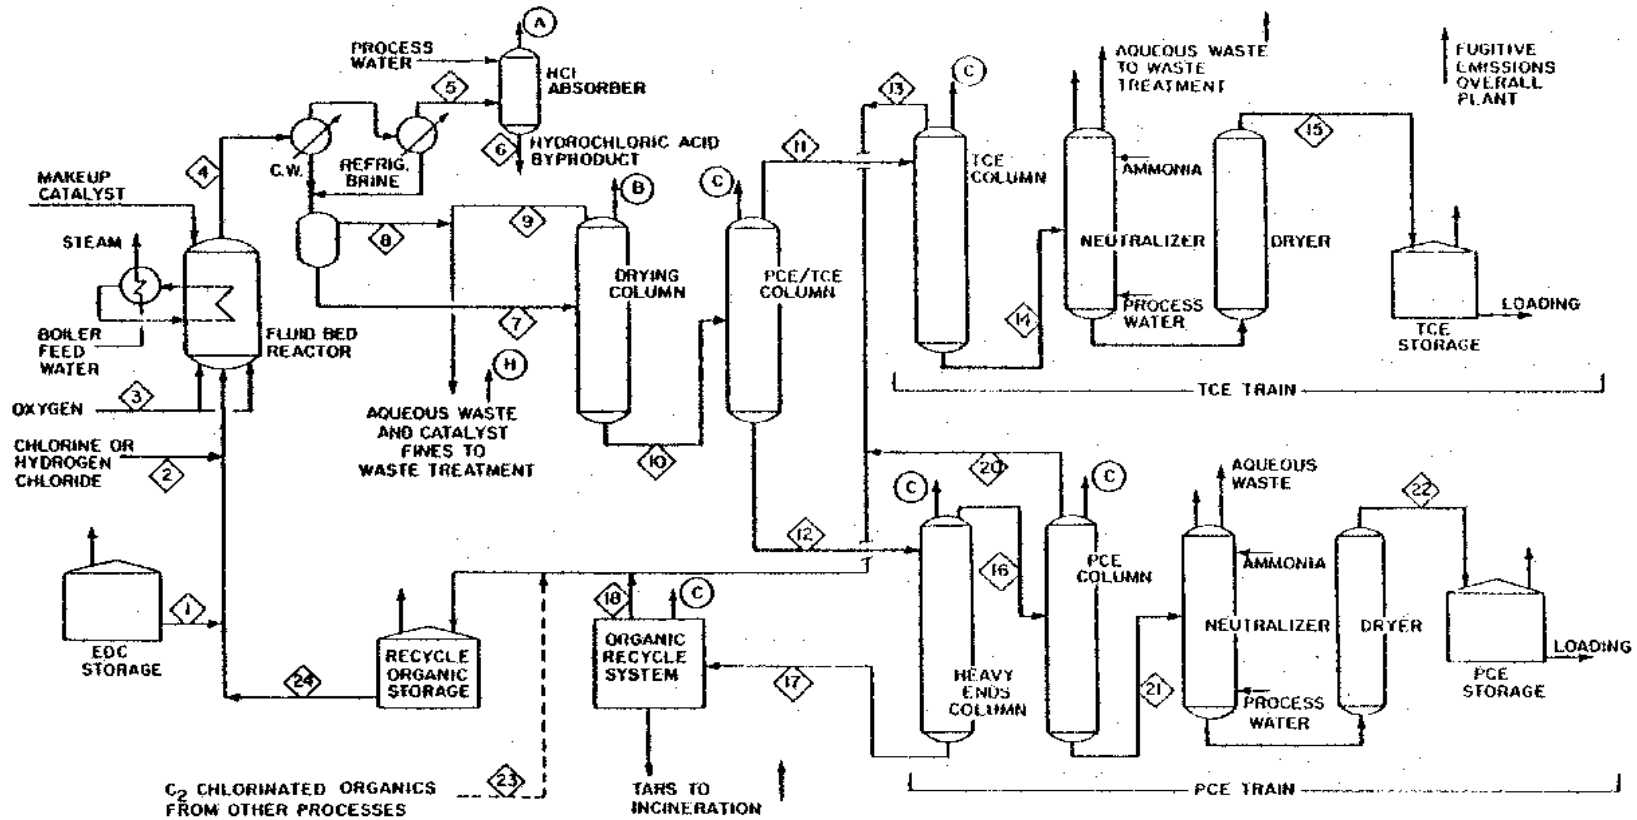 A
PROCESS
WATER
5
HCl
ABSORBER
6
HYDROCHLORIC ACID
BYPRODUCT
4
C.W.
REFRIG.
BRINE
MAKEUP
CATALYST
STEAM
BOILER
FEED
WATER
FLUID BED
REACTOR
3
OXYGEN
CHLORINE OR
HYDROGEN
CHLORIDE
2
8
9
B
7
DRYING
COLUMN
H
AQUEOUS WASTE
AND CATALYST
FINES TO
WASTE TREATMENT
10
C
11
PCE/TCE
COLUMN
12
13
C
TCE
COLUMN
14
AQUEOUS WASTE
TO WASTE
TREATMENT
AMMONIA
NEUTRALIZER
PROCESS
WATER
DRYER
15
FUGITIVE
EMISSIONS
OVERALL
PLANT
LOADING
TCE
STORAGE
TCE TRAIN
20
C
C
16
PCE
COLUMN
HEAVY
ENDS
COLUMN
21
AQUEOUS
WASTE
AMMONIA
NEUTRALIZER
PROCESS
WATER
DRYER
22
LOADING
PCE
STORAGE
PCE TRAIN
1
EDC
STORAGE
24
RECYCLE
ORGANIC
STORAGE
18
C
ORGANIC
RECYCLE
SYSTEM
17
TARS TO
INCINERATION
23
C₂ CHLORINATED ORGANICS
FROM OTHER PROCESSES